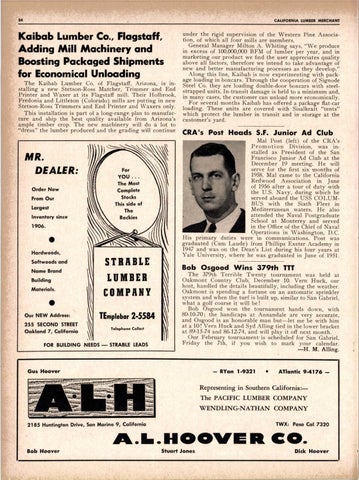 24
CALIFORNIA LUMBER MERCHANT
Kaibab Lumber Co., Flagstaff,
Adding Mill Machinery and
Boosting Packaged Shipments
for Economical Unloading
The Kaibab Lumber Co. of Flagstaff, Arizona, is in-
stalling a new Stetson-Ross Matcher, Trimmer and End
Printer and Waxer at its Flagstaff mill. Their Holbrook,
Fredonia and Littleton (Colorado) mills are putting in new
Stetson-Ross Trimmers and End Printer and Waxers only.
This installation is part of a long-range plan to manufac-
ture and ship the best quality available from Arizona's
ample timber crop. The new machinery will do a lot to
"dress" the lumber produced and the grading will continue
under the rigid supervision of the Western Pine Associa-
tion, of which all four mills are members.
General Manager Milton A. Whiting says, "We produce
in excess of 100,000,000 BFM of lumber per year, and in
marketing our product we find the user appreciates quality
above all factors, therefore we intend to take advantage of
new and better manufacturing processes as they develop."
Along this line, Kaibab is now experimenting with pack-
age loading in boxcars. Through the cooperation of Signode
Steel Co., they are loading double-door boxcars with steel-
strapped units. In transit damage is held to a minimum and,
in many cases, the customer can unload more economically.
For several months Kaibab has offered a package flat-car
loading. These units are covered with Sisalkraft "tents"
which protect the lumber in transit and in storage at the
customer's yard.
CRA's Post Heads S.F. Junior Ad Club
Mal Post (left) of the CRA's
Promotion Division, was in-
stalled as President of the San
Francisco Junior Ad Club at the
December 19 meeting. He will
serve for the first six months of
1958. Mal came to the California
Redwood Association in June
of 1956 after a tour of duty with
the U.S. Navy, during which he
served aboard the USS COLUM-
BUS with the Sixth Fleet in
Mediterranean waters. He also
attended the Naval Postgraduate
School at Monterey and served
in the Office of the Chief of Naval
Operations in Washington, D.C.
His primary duties were in communications. Post was
graduated (Cum Laude) from Phillips Exeter Academy in
1947 and was on the Dean's List during his four years at
Yale University, where he was graduated in June of 1951.
Bob Osgood Wins 379th TTT
The 379th Terrible Twenty tournament was held at
Oakmont Country Club, December 10. Vern Huck, our
host, handled the details beautifully, including the weather.
Oakmont is spending a fortune on an automatic sprinkler
system and when the turf is built up, similar to San Gabriel,
what a golf course it will be!
Bob Osgood won the tournament hands down, with
80-10-70; the handicap at Annandale are very accurate,
and Osgood is an honorable man but—let me be with him
at a 10! Vern Huck and Syd Alling tied in the lower bracket
at 89-15-74 and 86-12-74, and will play it off next month.
Our February tournament is scheduled for San Gabriel,
Friday the 7th, if you wish to mark your calendar.
—H. M. Alling.
MR.
DEALER:
Order Now
From Our
Largest
Inventory since
1906.
Hardwoods,
Softwoods and
Name Brand
Building
Materials.
Our NEW Address:
255 SECOND STREET
Oakland 7, California
For
YOU . . .
The Most
Complete
Stocks
This side of
The
Rockies
STRABLE
LUMBER
COMPANY
TEmplebar 2-5584
Telephone Collect
FOR BUILDING NEEDS — STRABLE LEADS
Gus Hoover
RYan 1-9321 • ATlantic 9-4176
A-L-H
Representing in Southern California:—
The PACIFIC LUMBER COMPANY
WENDLING-NATHAN COMPANY
2185 Huntington Drive, San Marino 9, California
TWX: Pasa Cal 7320
A.L.HOOVER CO.
Bob Hoover
Stuart Jones
Dick Hoover